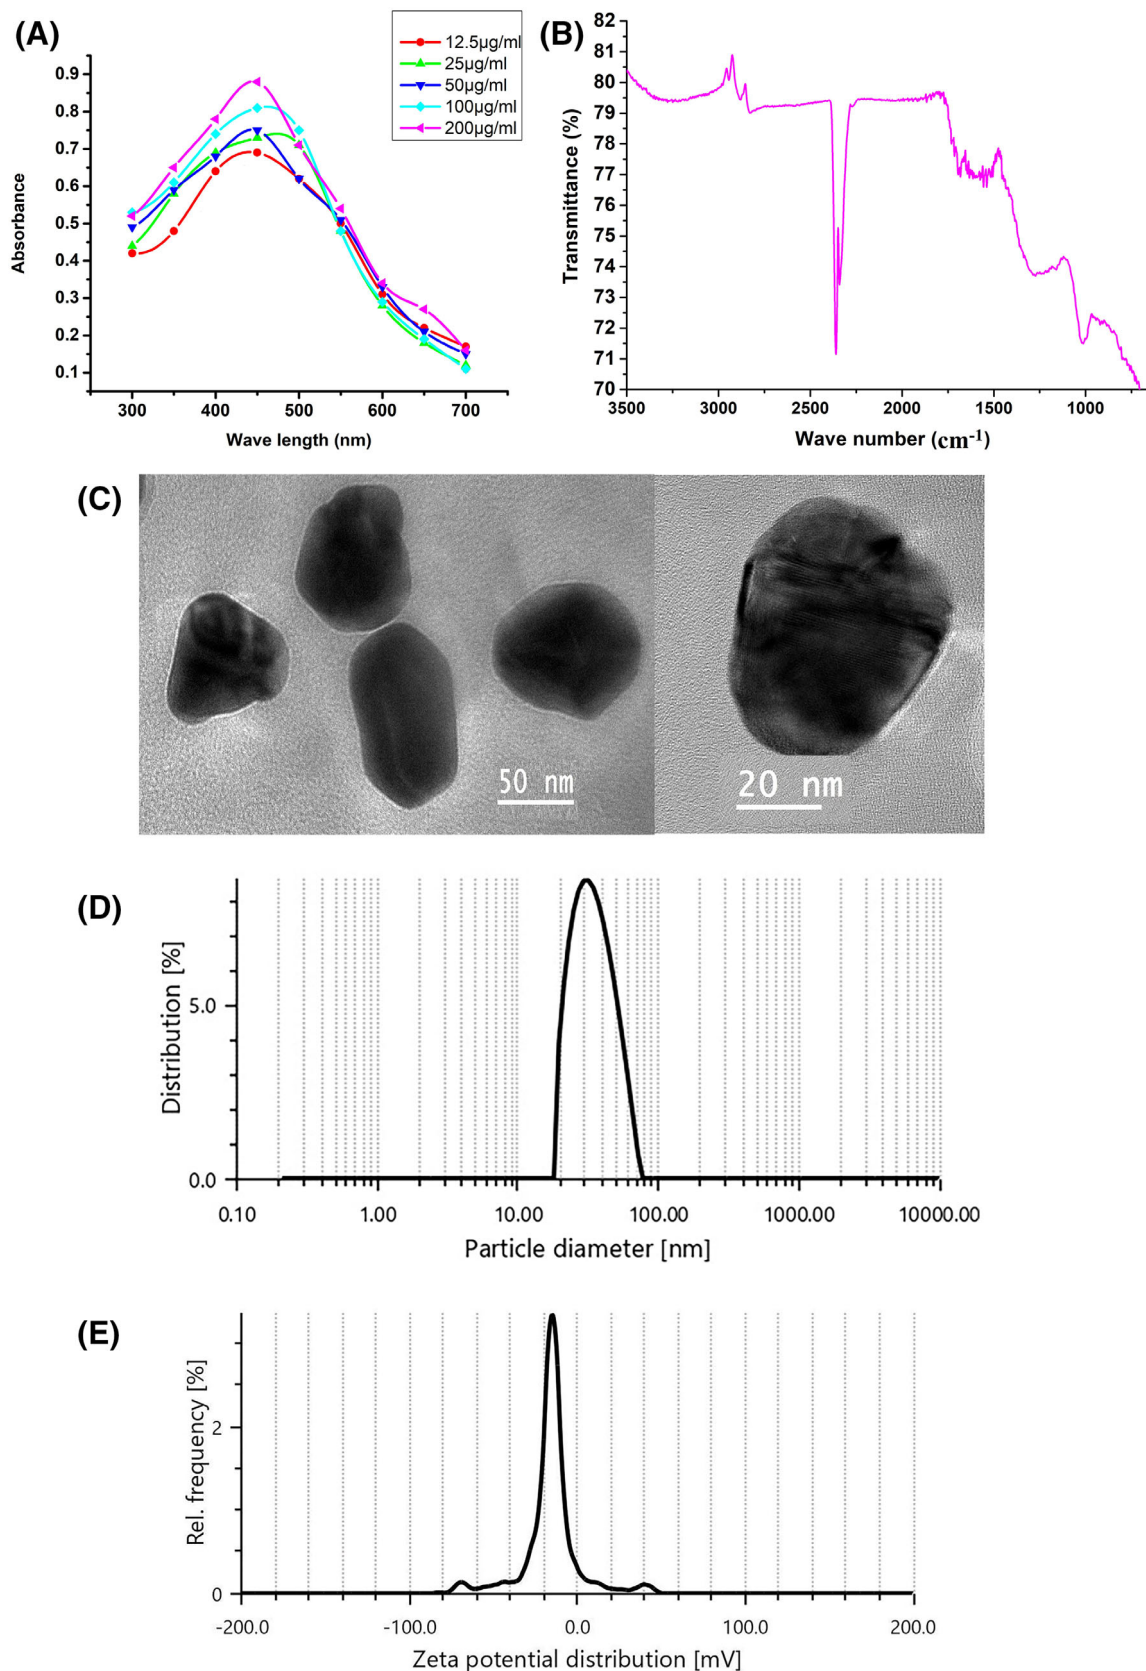 (A)
12.5µg/ml
25µg/ml
50µg/ml
100µg/ml
200µg/ml
0.9
0.8
0.7
0.6
0.5
0.4
0.3
0.2
0.1
Absorbance
300 400 500 600 700
Wave length (nm)
(B)
82
81
80
79
78
77
76
75
74
73
72
71
70
Transmittance (%)
3500 3000 2500 2000 1500 1000
Wave number (cm-1)
(C)
50 nm
20 nm
(D)
Distribution [%]
5.0
0.0
0.10 1.00 10.00 100.00 1000.00 10000.00
Particle diameter [nm]
(E)
Rel. frequency [%]
2
0
-200.0 -100.0 0.0 100.0 200.0
Zeta potential distribution [mV]